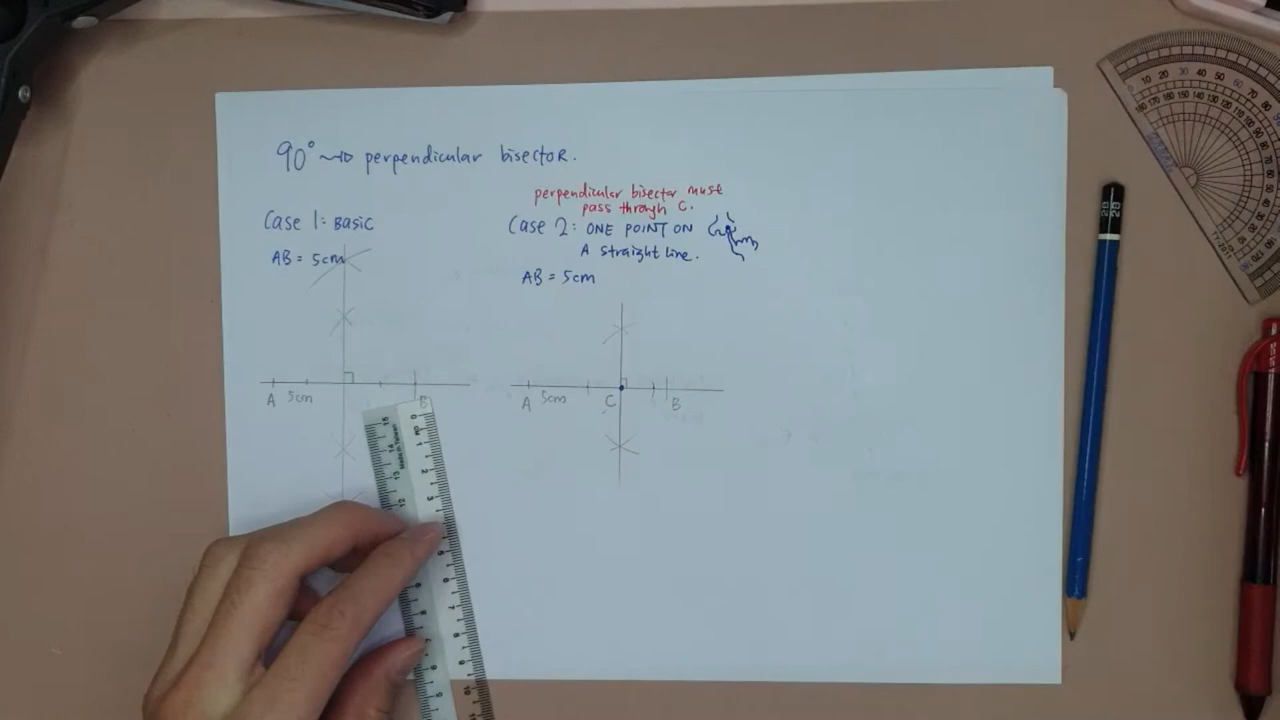 90° → perpendicular bisector.
Case 1: BASIC
AB = 5cm
A 5cm B
perpendicular bisector must
pass through C.
Case 2: ONE POINT ON
A straight line.
AB = 5cm
A 5cm C B
2B